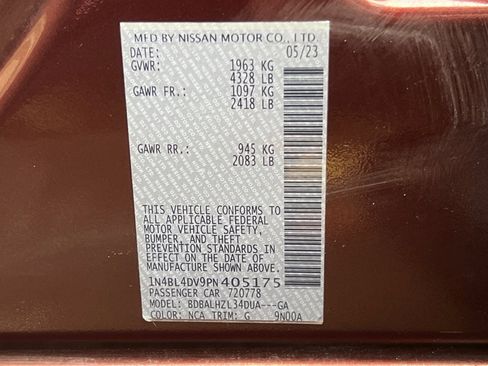 MFD BY NISSAN MOTOR CO., LTD.
DATE: 05/23
GVWR: 1963 KG
4328 LB
GAWR FR.: 1097 KG
2418 LB
GAWR RR.: 945 KG
2083 LB
THIS VEHICLE CONFORMS TO
ALL APPLICABLE FEDERAL
MOTOR VEHICLE SAFETY,
BUMPER, AND THEFT
PREVENTION STANDARDS IN
EFFECT ON THE DATE OF
MANUFACTURE SHOWN ABOVE.
1N4BL4DV9PN405175
PASSENGER CAR 720778
MODEL: BDBALHZL34DUA---GA
COLOR: NCA TRIM: G 9N00A